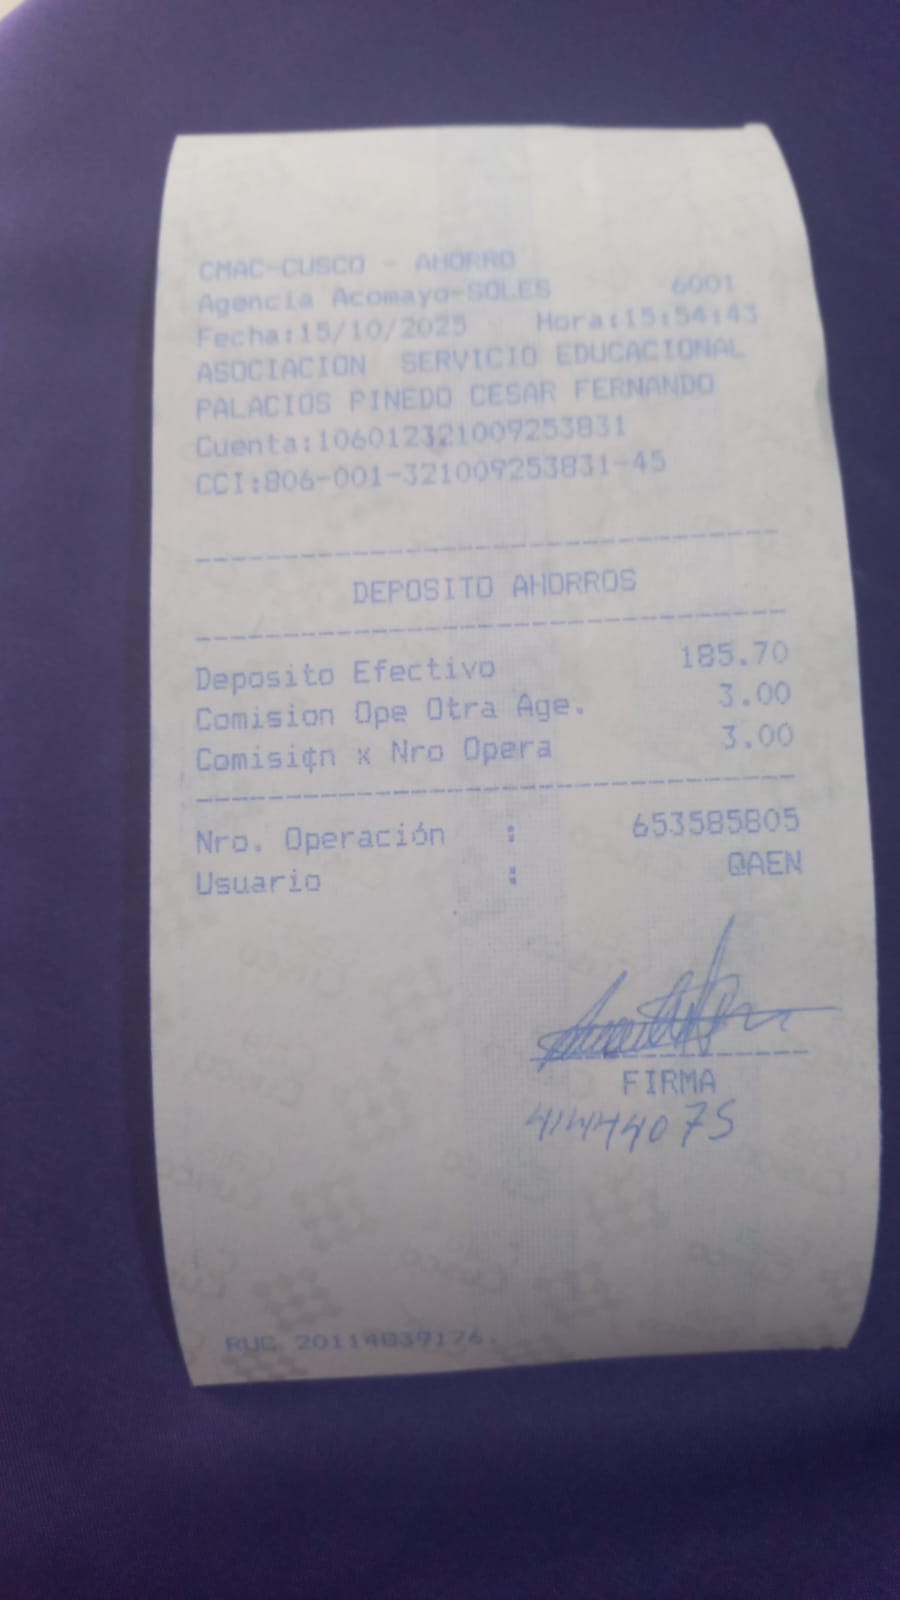 CMAC-CUSCO - AHORRO
Agencia Acomayo-SOLES 6001
Fecha:15/10/2025 Hora:15:54:43
ASOCIACION SERVICIO EDUCACIONAL
PALACIOS PINEDO CESAR FERNANDO
Cuenta:106012321009253831
CCI:806-001-321009253831-45
DEPOSITO AHORROS
Deposito Efectivo 185.70
Comision Ope Otra Age. 3.00
Comisi¢n x Nro Opera 3.00
Nro. Operación : 653585805
Usuario : QAEN
FIRMA
41444075
RUC 20114839176.